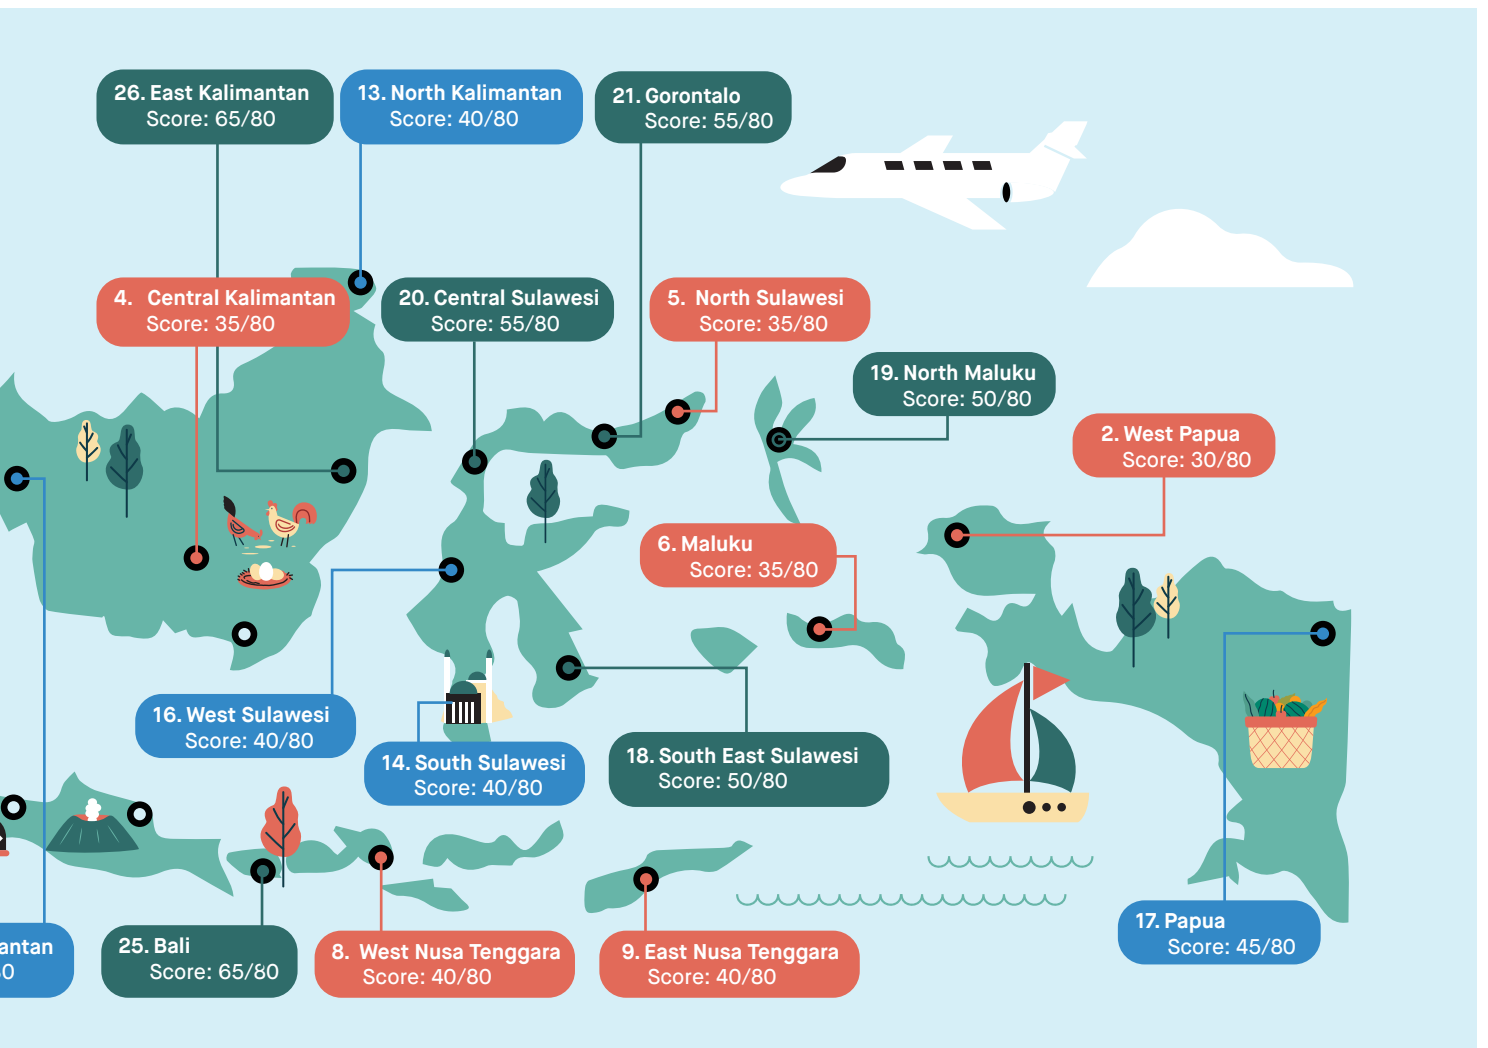 26. East Kalimantan
Score: 65/80
13. North Kalimantan
Score: 40/80
21. Gorontalo
Score: 55/80
4. Central Kalimantan
Score: 35/80
20. Central Sulawesi
Score: 55/80
5. North Sulawesi
Score: 35/80
19. North Maluku
Score: 50/80
2. West Papua
Score: 30/80
6. Maluku
Score: 35/80
16. West Sulawesi
Score: 40/80
14. South Sulawesi
Score: 40/80
18. South East Sulawesi
Score: 50/80
17. Papua
Score: 45/80
antan
0
25. Bali
Score: 65/80
8. West Nusa Tenggara
Score: 40/80
9. East Nusa Tenggara
Score: 40/80